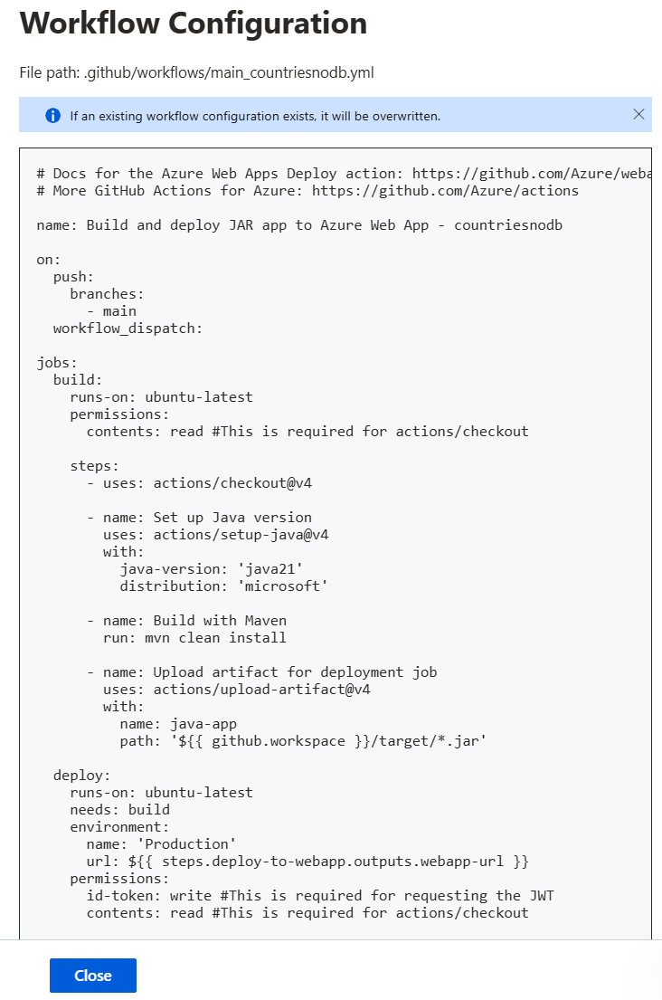 Workflow Configuration
File path: .github/workflows/main_countriesnodb.yml
If an existing workflow configuration exists, it will be overwritten.
# Docs for the Azure Web Apps Deploy action: https://github.com/Azure/weba
# More GitHub Actions for Azure: https://github.com/Azure/actions

name: Build and deploy JAR app to Azure Web App - countriesnodb

on:
  push:
    branches:
      - main
  workflow_dispatch:

jobs:
  build:
    runs-on: ubuntu-latest
    permissions:
      contents: read #This is required for actions/checkout

    steps:
      - uses: actions/checkout@v4

      - name: Set up Java version
        uses: actions/setup-java@v4
        with:
          java-version: 'java21'
          distribution: 'microsoft'

      - name: Build with Maven
        run: mvn clean install

      - name: Upload artifact for deployment job
        uses: actions/upload-artifact@v4
        with:
          name: java-app
          path: '${{ github.workspace }}/target/*.jar'

  deploy:
    runs-on: ubuntu-latest
    needs: build
    environment:
      name: 'Production'
      url: ${{ steps.deploy-to-webapp.outputs.webapp-url }}
    permissions:
      id-token: write #This is required for requesting the JWT
      contents: read #This is required for actions/checkout
Close